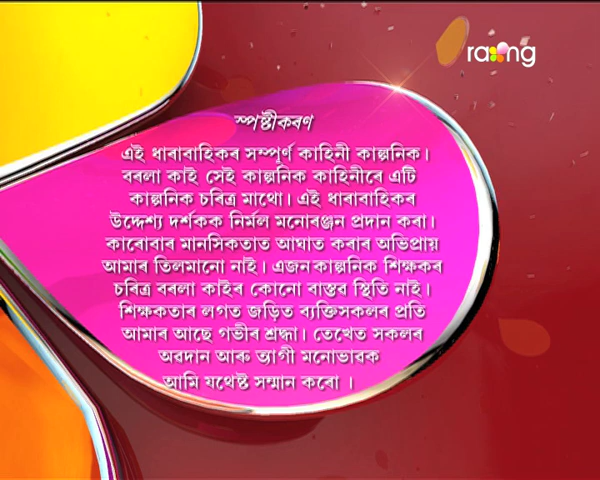 rang
স্পষ্টীকৰণ
এই ধাৰাবাহিকৰ সম্পূৰ্ণ কাহিনী কাল্পনিক।
বৰলা কাই সেই কাল্পনিক কাহিনীৰে এটি
কাল্পনিক চৰিত্ৰ মাথো। এই ধাৰাবাহিকৰ
উদ্দেশ্য দৰ্শকক নিৰ্মল মনোৰঞ্জন প্ৰদান কৰা।
কাৰোবাৰ মানসিকতাত আঘাত কৰাৰ অভিপ্ৰায়
আমাৰ তিলমানো নাই। এজন কাল্পনিক শিক্ষকৰ
চৰিত্ৰ বৰলা কাইৰ কোনো বাস্তৱ স্থিতি নাই।
শিক্ষকতাৰ লগত জড়িত ব্যক্তিসকলৰ প্ৰতি
আমাৰ আছে গভীৰ শ্ৰদ্ধা। তেখেত সকলৰ
অৱদান আৰু ত্যাগী মনোভাৱক
আমি যথেষ্ট সন্মান কৰো ।